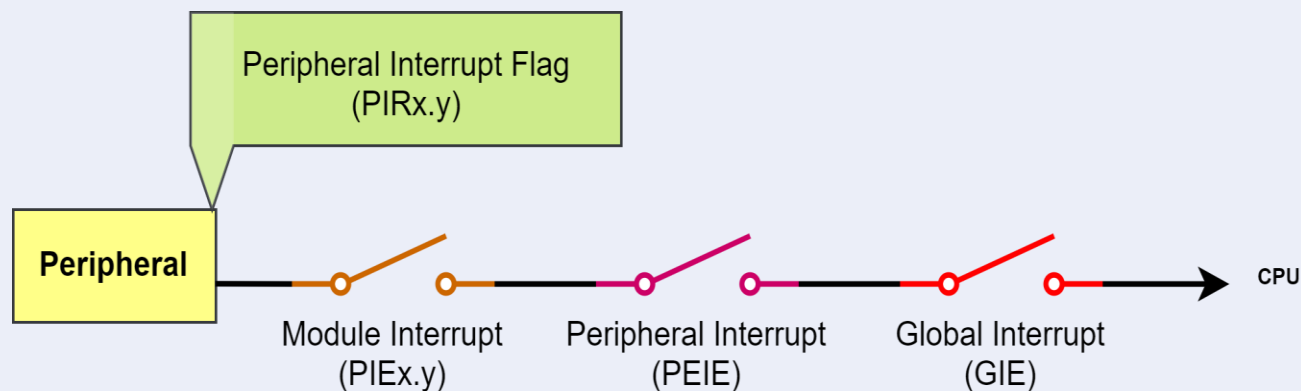 Peripheral Interrupt Flag
(PIRx.y)
Peripheral
CPU
Module Interrupt
(PIEx.y)
Peripheral Interrupt
(PEIE)
Global Interrupt
(GIE)